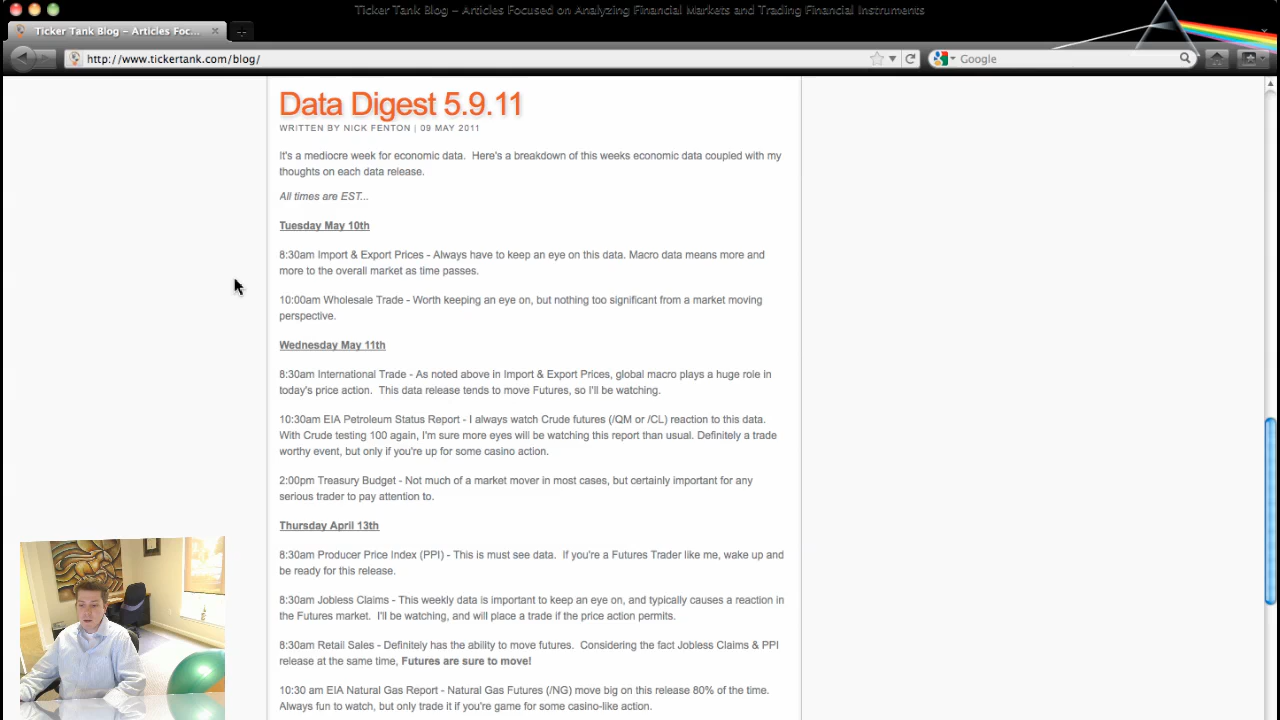 Ticker Tank Blog – Articles Focused on Analyzing Financial Markets and Trading Financial Instruments
Ticker Tank Blog – Articles Foc...
http://www.tickertank.com/blog/
Google
Data Digest 5.9.11
WRITTEN BY NICK FENTON | 09 MAY 2011
It's a mediocre week for economic data. Here's a breakdown of this weeks economic data coupled with my
thoughts on each data release.
All times are EST...
Tuesday May 10th
8:30am Import & Export Prices - Always have to keep an eye on this data. Macro data means more and
more to the overall market as time passes.
10:00am Wholesale Trade - Worth keeping an eye on, but nothing too significant from a market moving
perspective.
Wednesday May 11th
8:30am International Trade - As noted above in Import & Export Prices, global macro plays a huge role in
today's price action. This data release tends to move Futures, so I'll be watching.
10:30am EIA Petroleum Status Report - I always watch Crude futures (/QM or /CL) reaction to this data.
With Crude testing 100 again, I'm sure more eyes will be watching this report than usual. Definitely a trade
worthy event, but only if you're up for some casino action.
2:00pm Treasury Budget - Not much of a market mover in most cases, but certainly important for any
serious trader to pay attention to.
Thursday April 13th
8:30am Producer Price Index (PPI) - This is must see data. If you're a Futures Trader like me, wake up and
be ready for this release.
8:30am Jobless Claims - This weekly data is important to keep an eye on, and typically causes a reaction in
the Futures market. I'll be watching, and will place a trade if the price action permits.
8:30am Retail Sales - Definitely has the ability to move futures. Considering the fact Jobless Claims & PPI
release at the same time, Futures are sure to move!
10:30 am EIA Natural Gas Report - Natural Gas Futures (/NG) move big on this release 80% of the time.
Always fun to watch, but only trade it if you're game for some casino-like action.